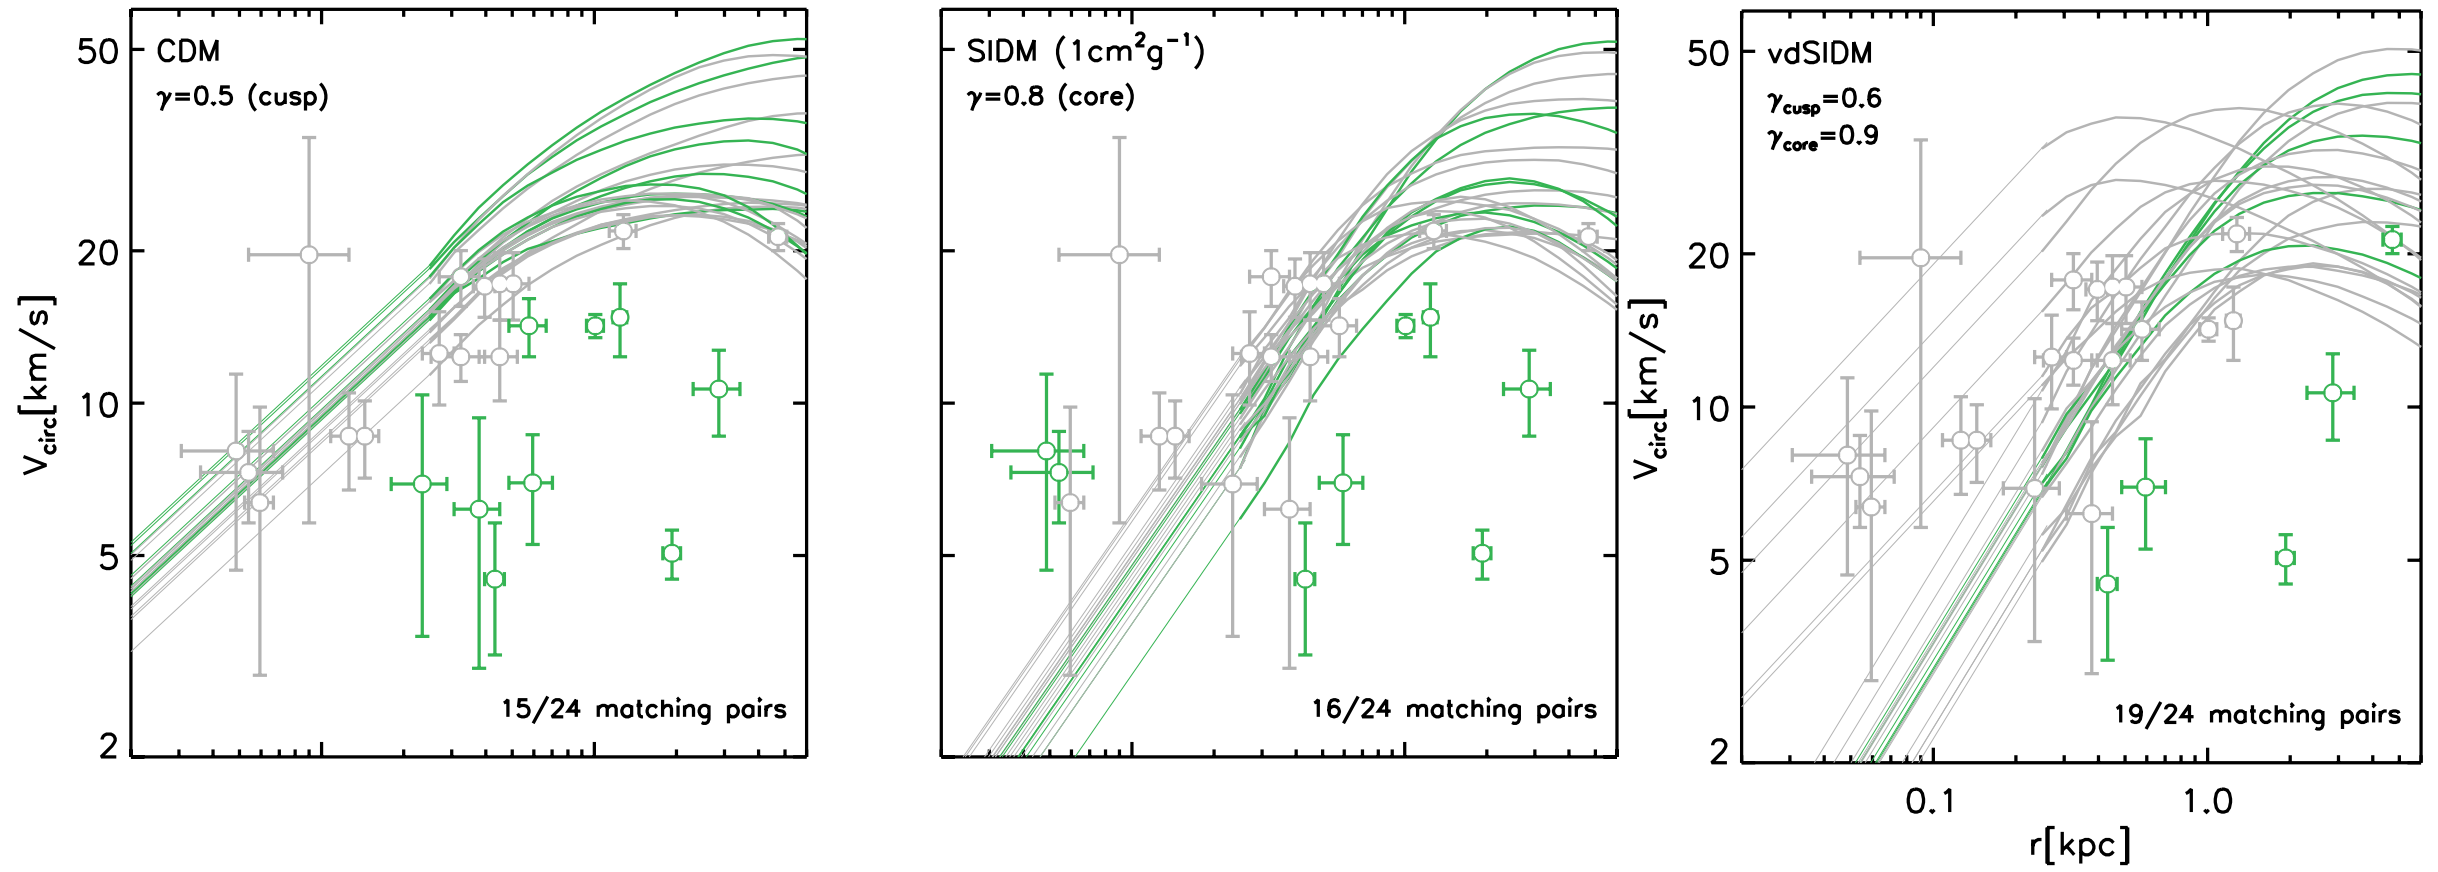 CDM
γ=0.5 (cusp)
50
20
10
5
2
V_circ[km/s]
15/24 matching pairs
SIDM (1cm²g⁻¹)
γ=0.8 (core)
16/24 matching pairs
vdSIDM
γ_cusp=0.6
γ_core=0.9
50
20
10
5
2
V_circ[km/s]
19/24 matching pairs
0.1
1.0
r[kpc]